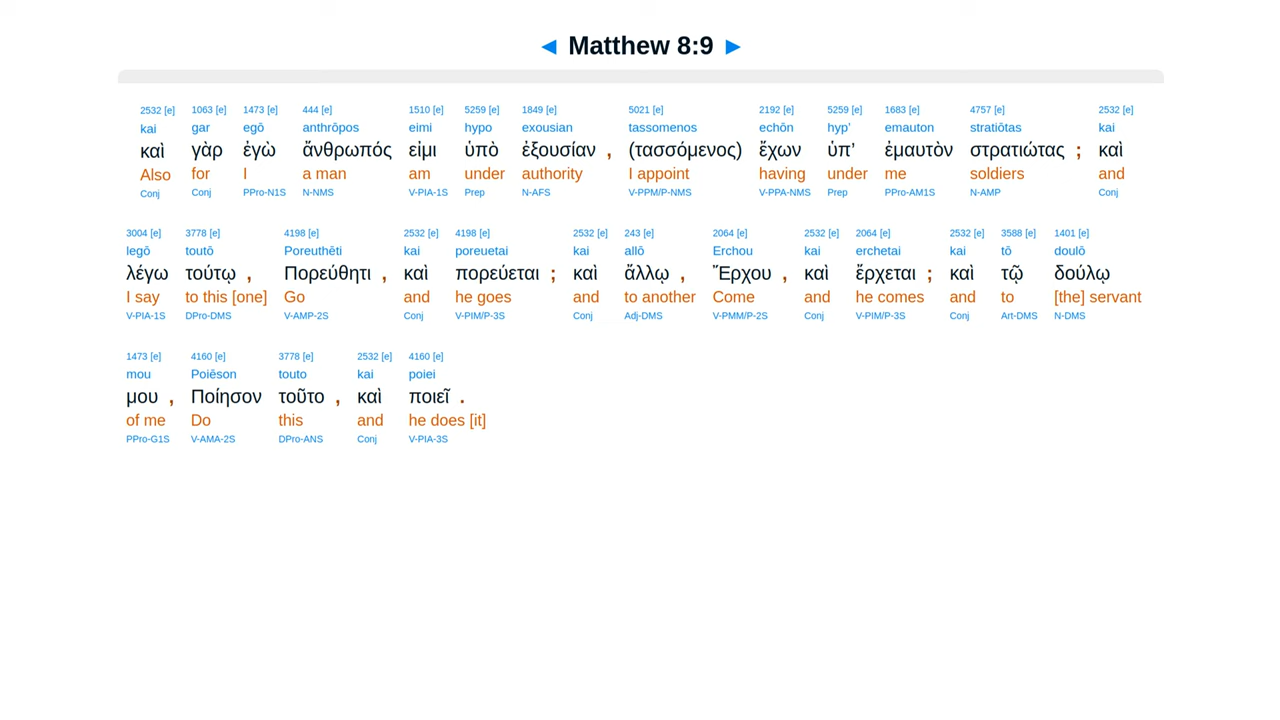 ◄ Matthew 8:9 ►
2532 [e] 1063 [e] 1473 [e] 444 [e] 1510 [e] 5259 [e] 1849 [e] 5021 [e] 2192 [e] 5259 [e] 1683 [e] 4757 [e] 2532 [e]
kai gar egō anthrōpos eimi hypo exousian tassomenos echōn hyp’ emauton stratiōtas kai
καὶ γὰρ ἐγὼ ἄνθρωπός εἰμι ὑπὸ ἐξουσίαν , (τασσόμενος) ἔχων ὑπ’ ἐμαυτὸν στρατιώτας ; καὶ
Also for I a man am under authority I appoint having under me soldiers and
Conj Conj PPro-N1S N-NMS V-PIA-1S Prep N-AFS V-PPM/P-NMS V-PPA-NMS Prep PPro-AM1S N-AMP Conj
3004 [e] 3778 [e] 4198 [e] 2532 [e] 4198 [e] 2532 [e] 243 [e] 2064 [e] 2532 [e] 2064 [e] 2532 [e] 3588 [e] 1401 [e]
legō toutō Poreuthēti kai poreuetai kai allō Erchou kai erchetai kai tō doulō
λέγω τούτῳ , Πορεύθητι , καὶ πορεύεται ; καὶ ἄλλῳ , Ἔρχου , καὶ ἔρχεται ; καὶ τῷ δούλῳ
I say to this [one] Go and he goes and to another Come and he comes and to [the] servant
V-PIA-1S DPro-DMS V-AMP-2S Conj V-PIM/P-3S Conj Adj-DMS V-PMM/P-2S Conj V-PIM/P-3S Conj Art-DMS N-DMS
1473 [e] 4160 [e] 3778 [e] 2532 [e] 4160 [e]
mou Poiēson touto kai poiei
μου , Ποίησον τοῦτο , καὶ ποιεῖ .
of me Do this and he does [it]
PPro-G1S V-AMA-2S DPro-ANS Conj V-PIA-3S